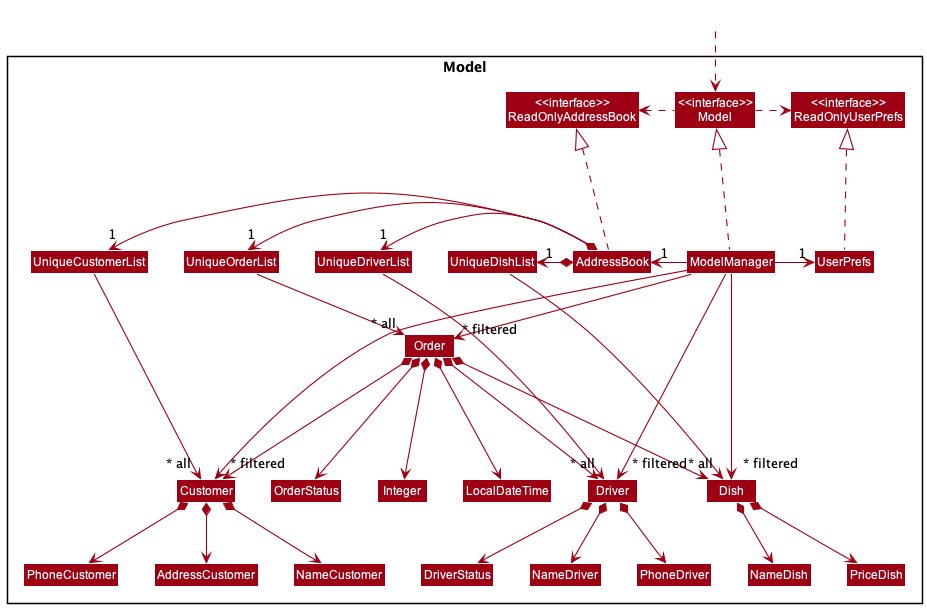 Model
<<interface>>
ReadOnlyAddressBook
<<interface>>
Model
<<interface>>
ReadOnlyUserPrefs
1
1
1
1
1
1
UniqueCustomerList
UniqueOrderList
UniqueDriverList
UniqueDishList
AddressBook
ModelManager
UserPrefs
* all
* filtered
Order
* all
* filtered
* all
* filtered
* all
* filtered
Customer
OrderStatus
Integer
LocalDateTime
Driver
Dish
PhoneCustomer
AddressCustomer
NameCustomer
DriverStatus
NameDriver
PhoneDriver
NameDish
PriceDish